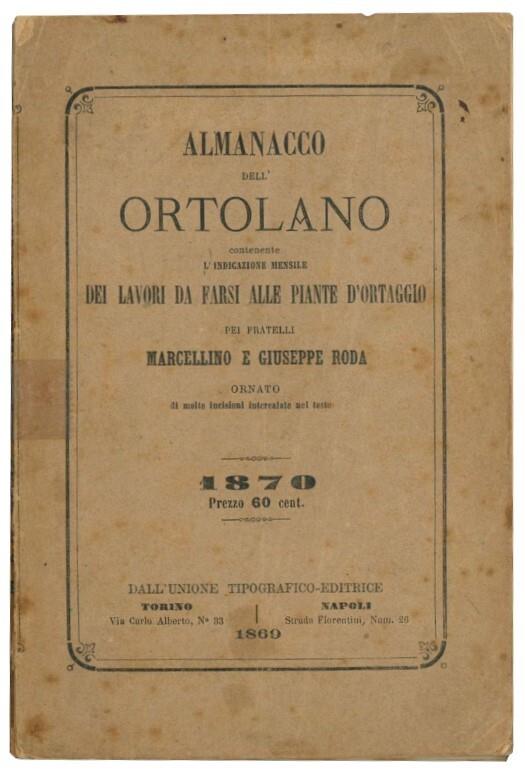 ALMANACCO
DELL'
ORTOLANO
contenente
L'INDICAZIONE MENSILE
DEI LAVORI DA FARSI ALLE PIANTE D'ORTAGGIO
PEI FRATELLI
MARCELLINO E GIUSEPPE RODA
ORNATO
di molte incisioni intercalate nel testo
1870
Prezzo 60 cent.
DALL'UNIONE TIPOGRAFICO-EDITRICE
TORINO
Via Carlo Alberto, Nº 33
NAPOLI
Strada Fiorentini, Num. 26
1869